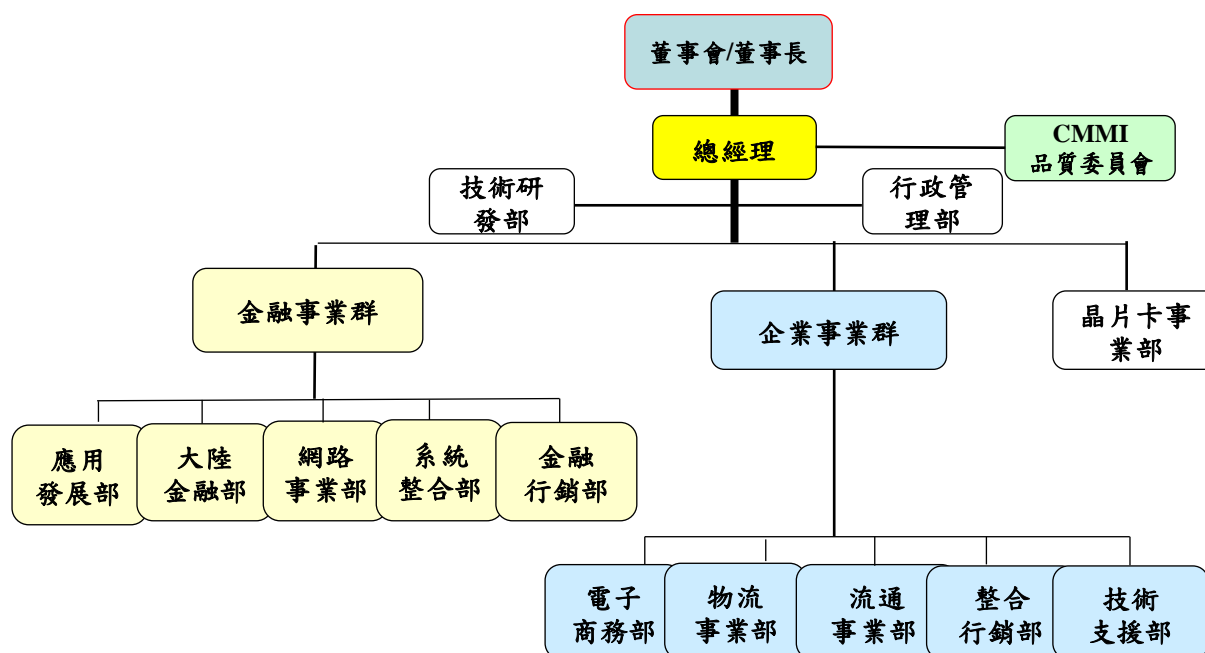 董事會/董事長
總經理
CMMI
品質委員會
技術研
發部
行政管
理部
金融事業群
企業事業群
晶片卡事
業部
應用
發展部
大陸
金融部
網路
事業部
系統
整合部
金融
行銷部
電子
商務部
物流
事業部
流通
事業部
整合
行銷部
技術
支援部